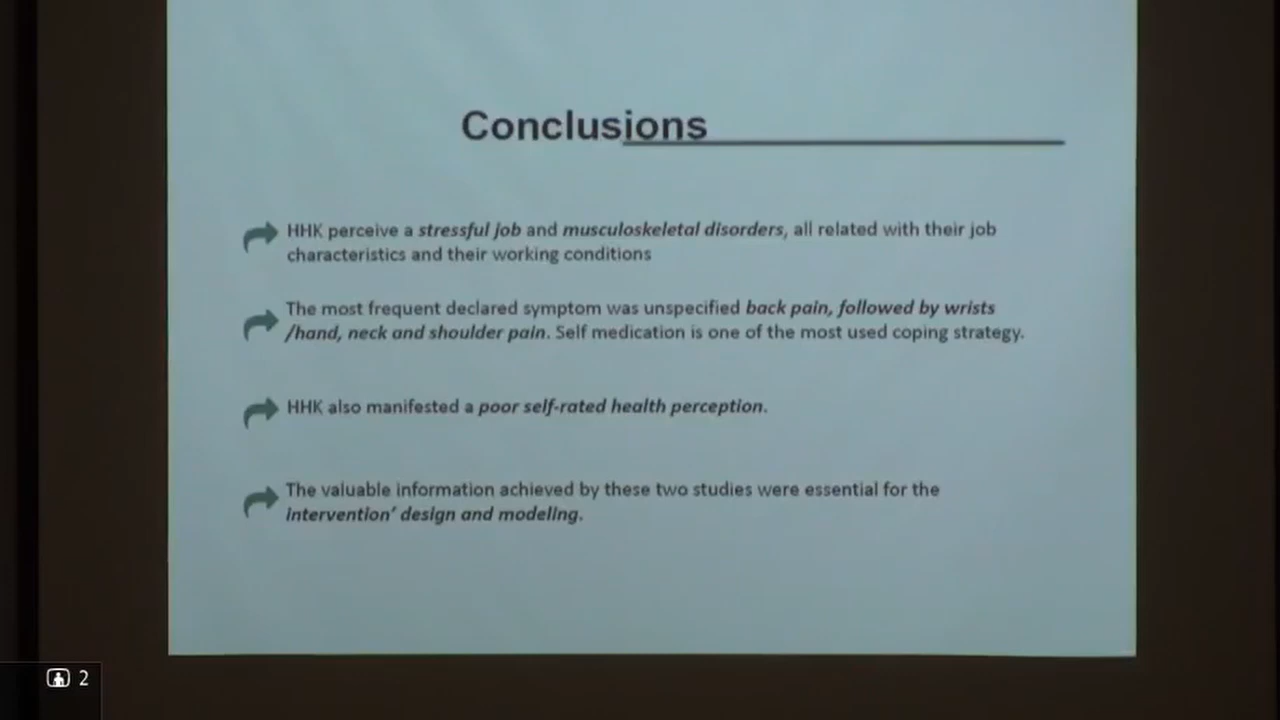 Conclusions
HHK perceive a stressful job and musculoskeletal disorders, all related with their job
characteristics and their working conditions
The most frequent declared symptom was unspecified back pain, followed by wrists
/hand, neck and shoulder pain. Self medication is one of the most used coping strategy.
HHK also manifested a poor self-rated health perception.
The valuable information achieved by these two studies were essential for the
intervention' design and modeling.
2